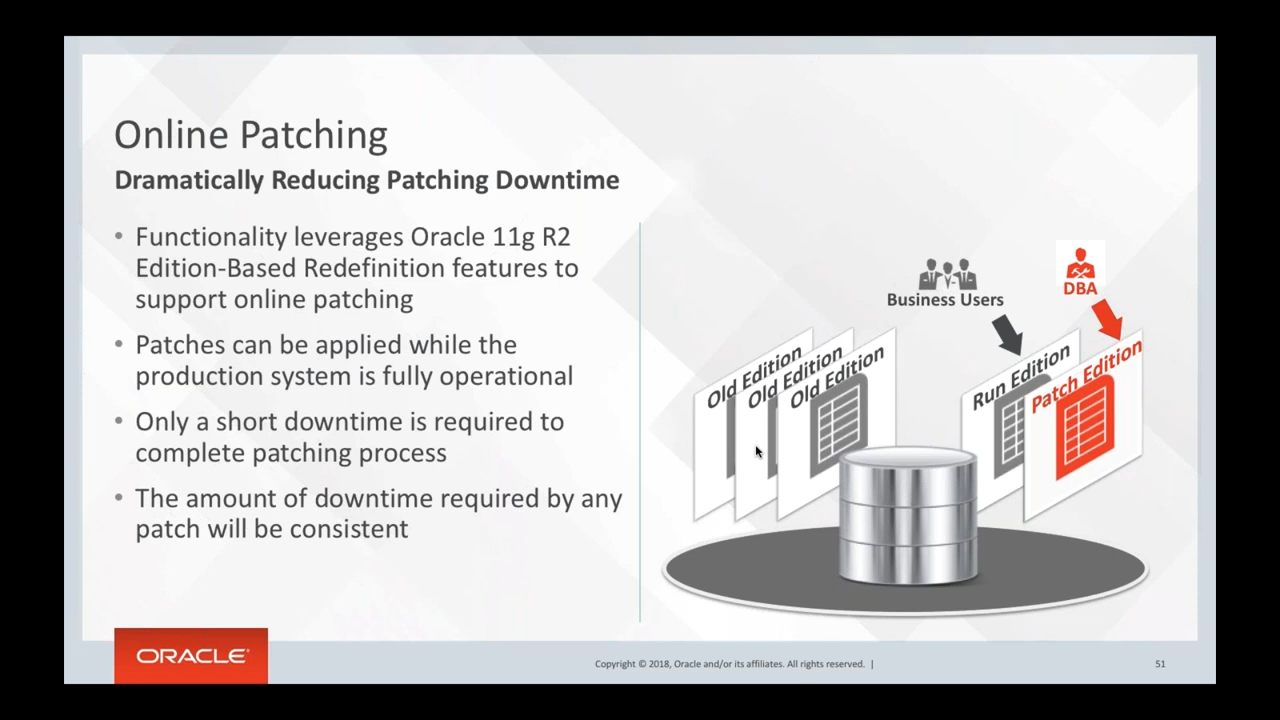 Online Patching
Dramatically Reducing Patching Downtime
• Functionality leverages Oracle 11g R2
Edition-Based Redefinition features to
support online patching
• Patches can be applied while the
production system is fully operational
• Only a short downtime is required to
complete patching process
• The amount of downtime required by any
patch will be consistent
Business Users
DBA
Old Edition
Old Edition
Old Edition
Run Edition
Patch Edition
ORACLE®
Copyright © 2018, Oracle and/or its affiliates. All rights reserved. |
51